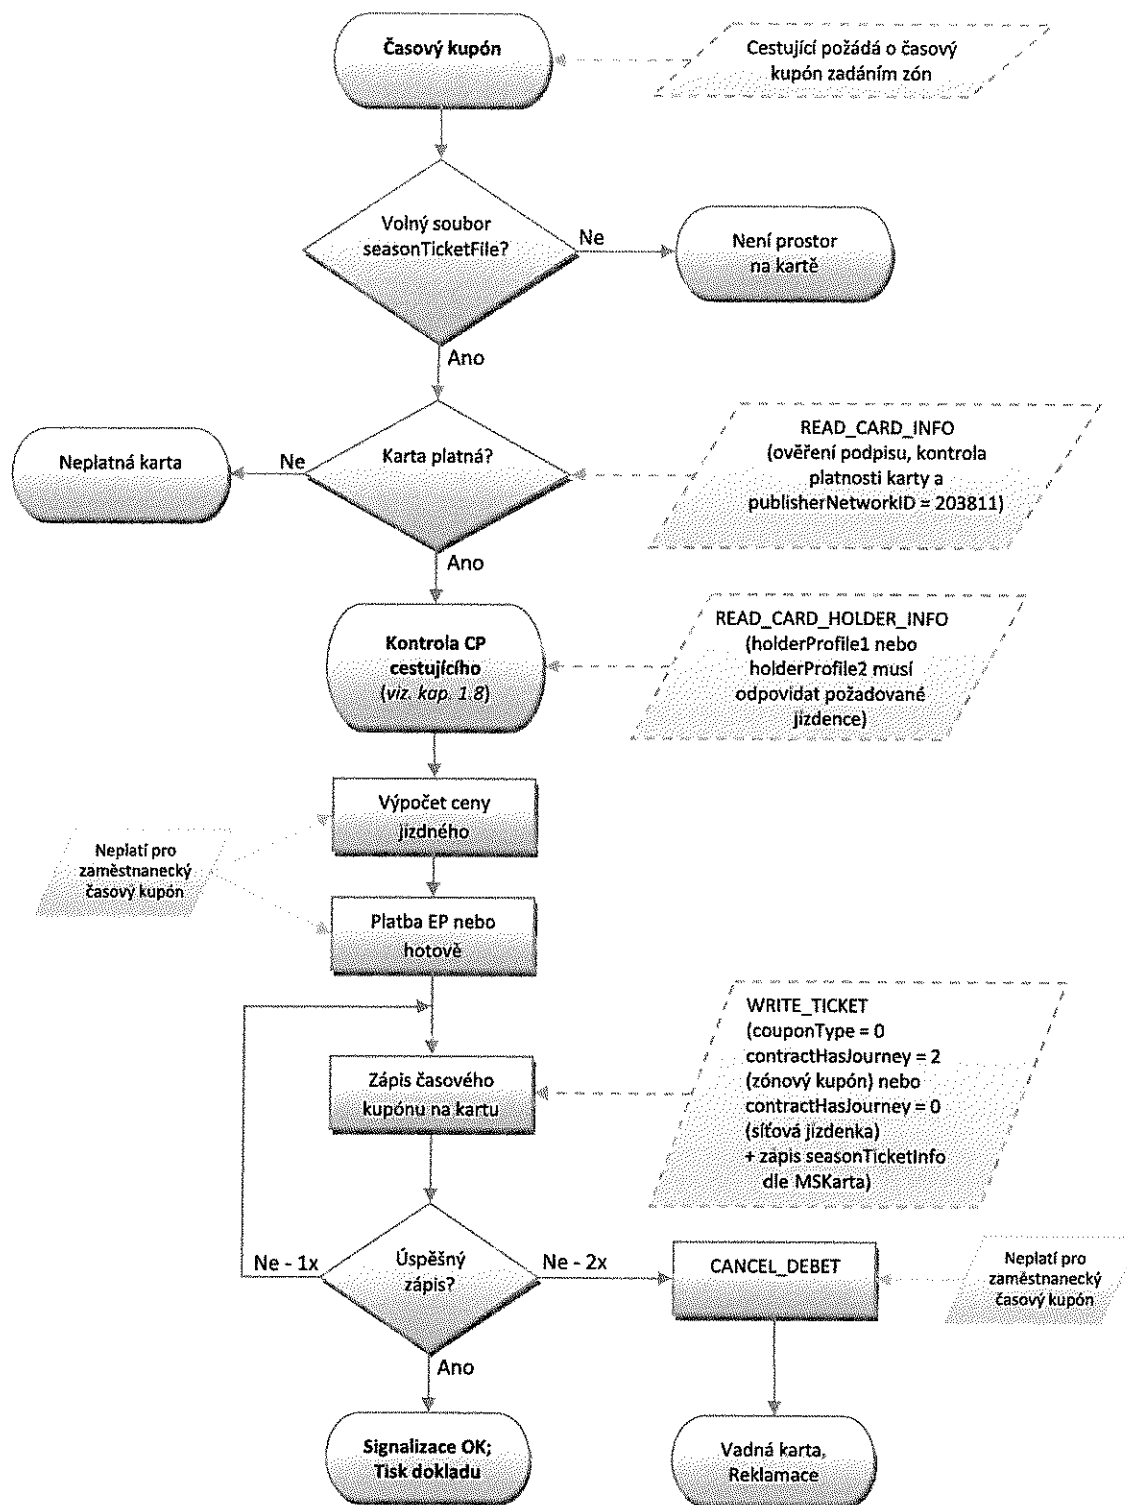 Časový kupón
Cestující požádá o časový
kupón zadáním zón
Volný soubor
seasonTicketFile?
Ne
Není prostor
na kartě
Ano
Neplatná karta
Ne
Karta platná?
READ_CARD_INFO
(ověření podpisu, kontrola
platnosti karty a
publisherNetworkID = 203811)
Ano
Kontrola CP
cestujícího
(viz. kap. 1.8)
READ_CARD_HOLDER_INFO
(holderProfile1 nebo
holderProfile2 musí
odpovidat požadované
jizdence)
Výpočet ceny
jizdného
Neplatí pro
zaměstnanecký
časový kupón
Platba EP nebo
hotově
WRITE_TICKET
(couponType = 0
contractHasJourney = 2
(zónový kupón) nebo
contractHasJourney = 0
(síťová jizdenka)
+ zápis seasonTicketInfo
dle MSKarta)
Zápis časového
kupónu na kartu
Ne - 1x
Úspěšný
zápis?
Ne - 2x
CANCEL_DEBET
Neplatí pro
zaměstnanecký
časový kupón
Ano
Signalizace OK;
Tisk dokladu
Vadná karta,
Reklamace